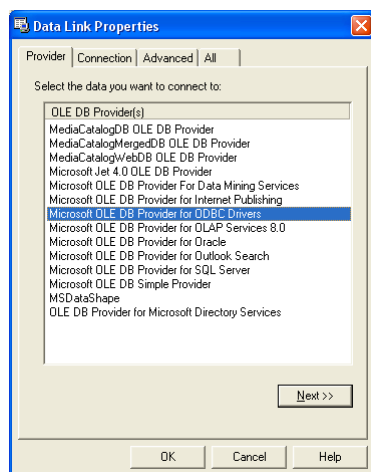 Data Link Properties
Provider Connection Advanced All
Select the data you want to connect to:
OLE DB Provider(s)
MediaCatalogDB OLE DB Provider
MediaCatalogMergedDB OLE DB Provider
MediaCatalogWebDB OLE DB Provider
Microsoft Jet 4.0 OLE DB Provider
Microsoft OLE DB Provider For Data Mining Services
Microsoft OLE DB Provider for Internet Publishing
Microsoft OLE DB Provider for ODBC Drivers
Microsoft OLE DB Provider for OLAP Services 8.0
Microsoft OLE DB Provider for Oracle
Microsoft OLE DB Provider for Outlook Search
Microsoft OLE DB Provider for SQL Server
Microsoft OLE DB Simple Provider
MSDataShape
OLE DB Provider for Microsoft Directory Services
Next >>
OK Cancel Help